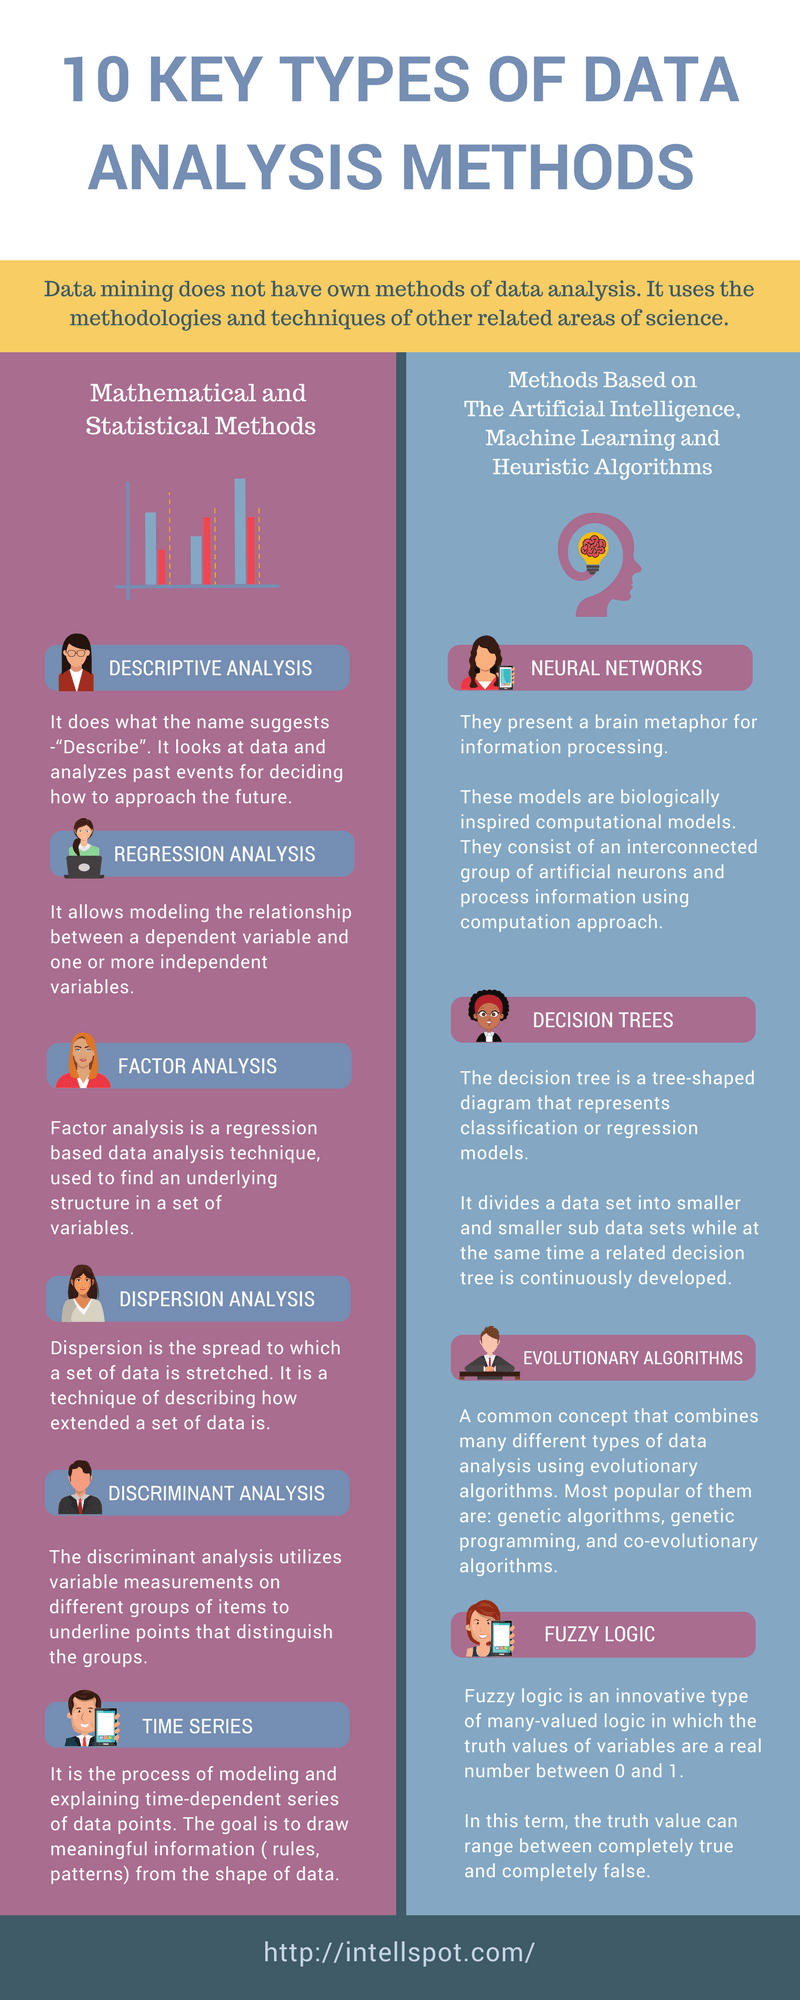 10 KEY TYPES OF DATA
ANALYSIS METHODS
Data mining does not have own methods of data analysis. It uses the
methodologies and techniques of other related areas of science.
Mathematical and
Statistical Methods
DESCRIPTIVE ANALYSIS
It does what the name suggests
-“Describe”. It looks at data and
analyzes past events for deciding
how to approach the future.
REGRESSION ANALYSIS
It allows modeling the relationship
between a dependent variable and
one or more independent
variables.
FACTOR ANALYSIS
Factor analysis is a regression
based data analysis technique,
used to find an underlying
structure in a set of
variables.
DISPERSION ANALYSIS
Dispersion is the spread to which
a set of data is stretched. It is a
technique of describing how
extended a set of data is.
DISCRIMINANT ANALYSIS
The discriminant analysis utilizes
variable measurements on
different groups of items to
underline points that distinguish
the groups.
TIME SERIES
It is the process of modeling and
explaining time-dependent series
of data points. The goal is to draw
meaningful information ( rules,
patterns) from the shape of data.
Methods Based on
The Artificial Intelligence,
Machine Learning and
Heuristic Algorithms
NEURAL NETWORKS
They present a brain metaphor for
information processing.
These models are biologically
inspired computational models.
They consist of an interconnected
group of artificial neurons and
process information using
computation approach.
DECISION TREES
The decision tree is a tree-shaped
diagram that represents
classification or regression
models.
It divides a data set into smaller
and smaller sub data sets while at
the same time a related decision
tree is continuously developed.
EVOLUTIONARY ALGORITHMS
A common concept that combines
many different types of data
analysis using evolutionary
algorithms. Most popular of them
are: genetic algorithms, genetic
programming, and co-evolutionary
algorithms.
FUZZY LOGIC
Fuzzy logic is an innovative type
of many-valued logic in which the
truth values of variables are a real
number between 0 and 1.
In this term, the truth value can
range between completely true
and completely false.
http://intellspot.com/